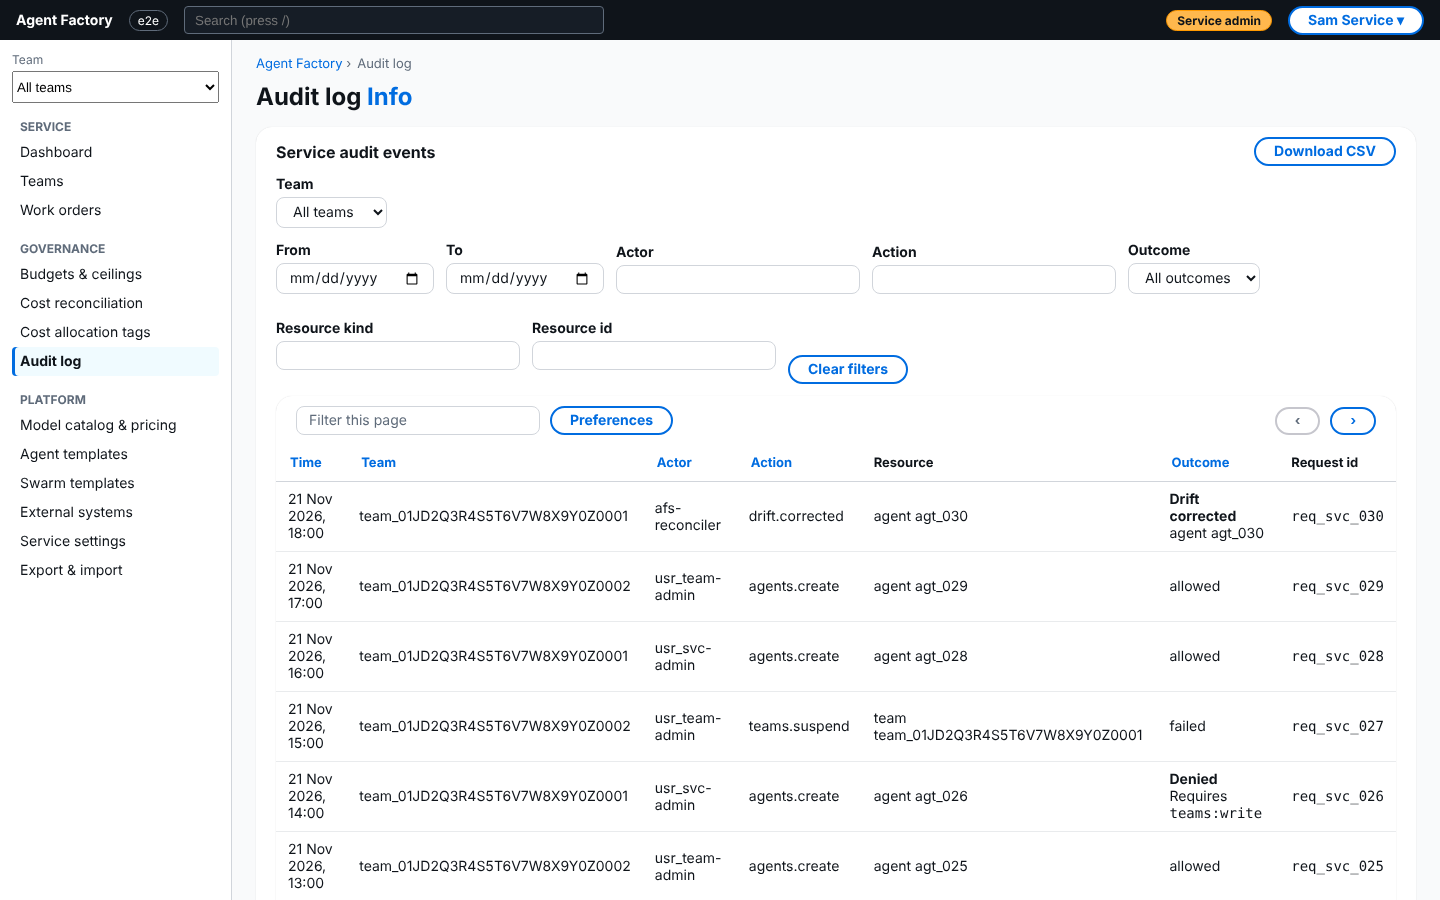 Agent Factory e2e Search (press /) Service admin Sam Service ▾
Team
All teams
SERVICE
Dashboard
Teams
Work orders
GOVERNANCE
Budgets & ceilings
Cost reconciliation
Cost allocation tags
Audit log
PLATFORM
Model catalog & pricing
Agent templates
Swarm templates
External systems
Service settings
Export & import
Agent Factory › Audit log
Audit log Info
Service audit events Download CSV
Team
All teams
From To Actor Action Outcome
mm/dd/yyyy mm/dd/yyyy All outcomes
Resource kind Resource id
Clear filters
Filter this page Preferences ‹ ›
Time Team Actor Action Resource Outcome Request id
21 Nov 2026, 18:00 team_01JD2Q3R4S5T6V7W8X9Y0Z0001 afs-reconciler drift.corrected agent agt_030 Drift corrected agent agt_030 req_svc_030
21 Nov 2026, 17:00 team_01JD2Q3R4S5T6V7W8X9Y0Z0002 usr_team-admin agents.create agent agt_029 allowed req_svc_029
21 Nov 2026, 16:00 team_01JD2Q3R4S5T6V7W8X9Y0Z0001 usr_svc-admin agents.create agent agt_028 allowed req_svc_028
21 Nov 2026, 15:00 team_01JD2Q3R4S5T6V7W8X9Y0Z0002 usr_team-admin teams.suspend team team_01JD2Q3R4S5T6V7W8X9Y0Z0001 failed req_svc_027
21 Nov 2026, 14:00 team_01JD2Q3R4S5T6V7W8X9Y0Z0001 usr_svc-admin agents.create agent agt_026 Denied Requires teams:write req_svc_026
21 Nov 2026, 13:00 team_01JD2Q3R4S5T6V7W8X9Y0Z0002 usr_team-admin agents.create agent agt_025 allowed req_svc_025